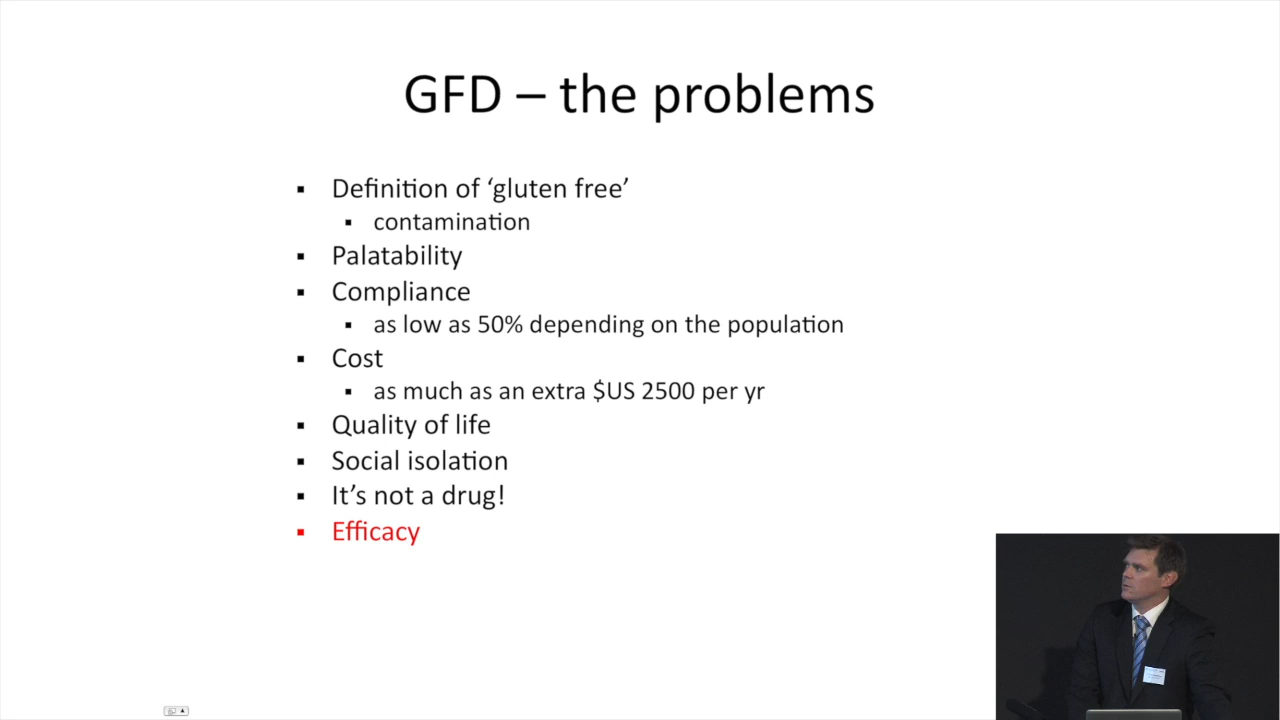 GFD – the problems
▪ Definition of ‘gluten free’
▪ contamination
▪ Palatability
▪ Compliance
▪ as low as 50% depending on the population
▪ Cost
▪ as much as an extra $US 2500 per yr
▪ Quality of life
▪ Social isolation
▪ It’s not a drug!
▪ Efficacy